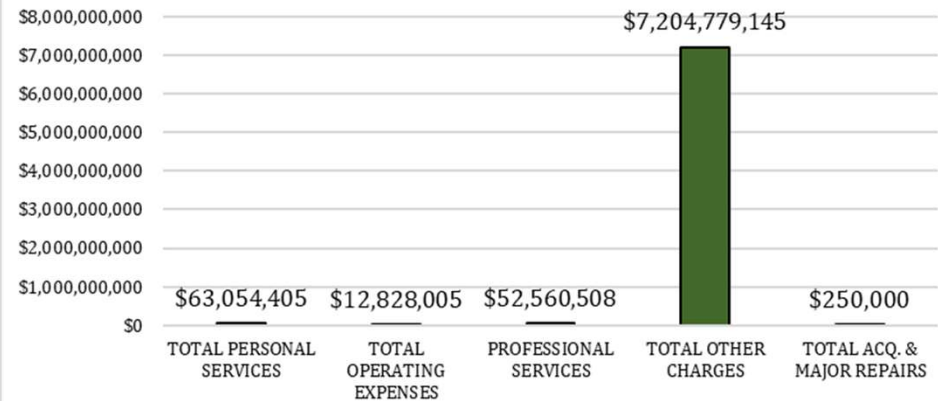 $8,000,000,000
$7,000,000,000
$6,000,000,000
$5,000,000,000
$4,000,000,000
$3,000,000,000
$2,000,000,000
$1,000,000,000
$0
$63,054,405
$12,828,005
$52,560,508
$7,204,779,145
$250,000
TOTAL PERSONAL
SERVICES
TOTAL
OPERATING
EXPENSES
PROFESSIONAL
SERVICES
TOTAL OTHER
CHARGES
TOTAL ACQ. &
MAJOR REPAIRS